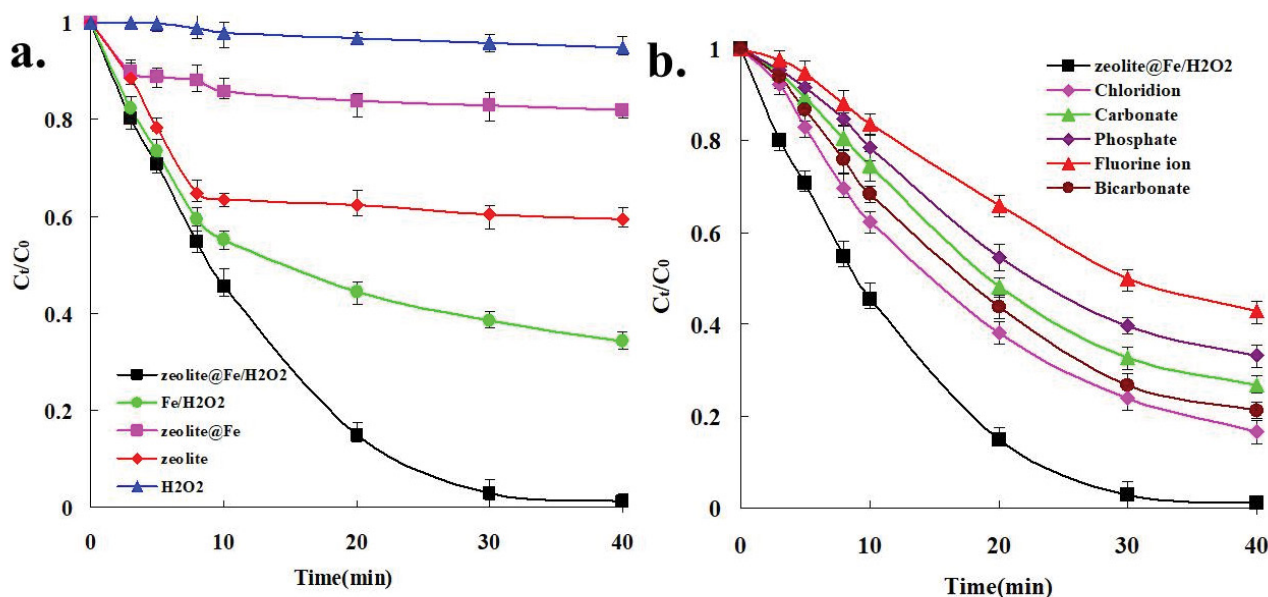 a.
1
0.8
0.6
0.4
0.2
0
Ct/C0
zeolite@Fe/H2O2
Fe/H2O2
zeolite@Fe
zeolite
H2O2
0 10 20 30 40
Time(min)
b.
1
0.8
0.6
0.4
0.2
0
Ct/C0
zeolite@Fe/H2O2
Chloridion
Carbonate
Phosphate
Fluorine ion
Bicarbonate
0 10 20 30 40
Time(min)